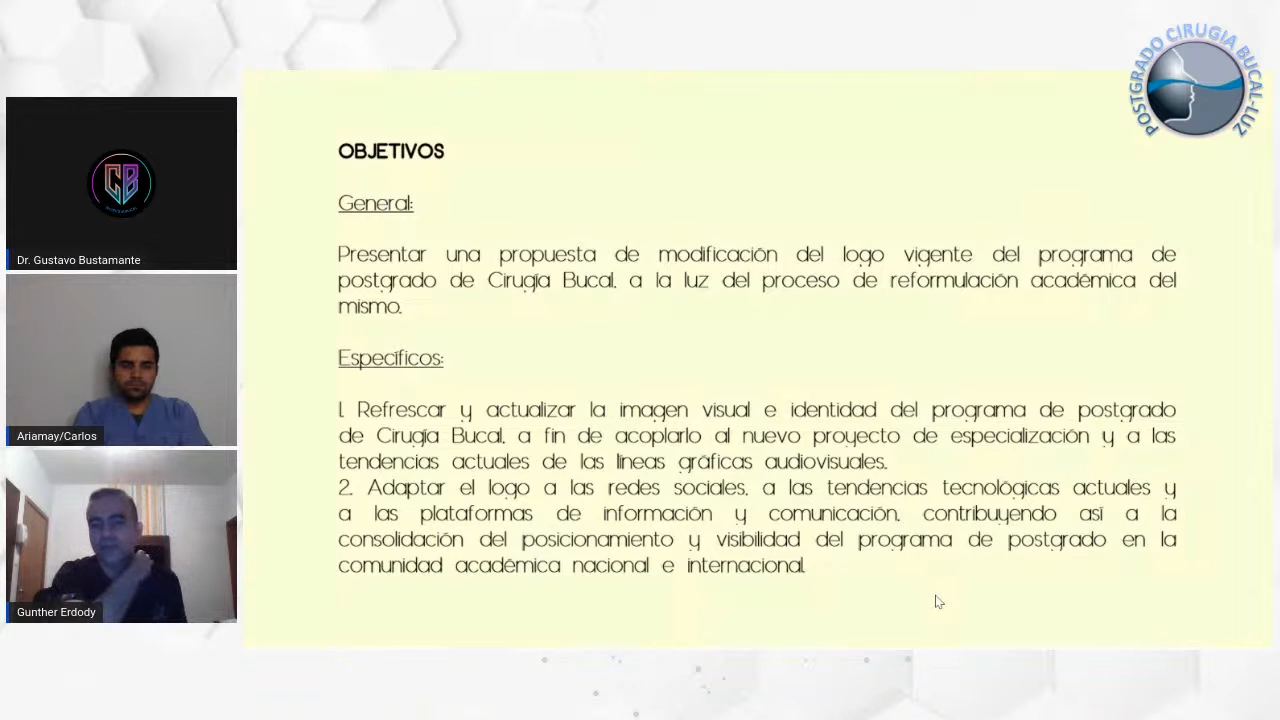 POSTGRADO CIRUGIA BUCAL-LUZ
OBJETIVOS
General:
Presentar una propuesta de modificación del logo vigente del programa de
postgrado de Cirugía Bucal, a la luz del proceso de reformulación académica del
mismo.
Específicos:
1. Refrescar y actualizar la imagen visual e identidad del programa de postgrado
de Cirugía Bucal, a fin de acoplarlo al nuevo proyecto de especialización y a las
tendencias actuales de las líneas gráficas audiovisuales.
2. Adaptar el logo a las redes sociales, a las tendencias tecnológicas actuales y
a las plataformas de información y comunicación, contribuyendo así a la
consolidación del posicionamiento y visibilidad del programa de postgrado en la
comunidad académica nacional e internacional.
CB
Dr. Gustavo Bustamante
Ariamay/Carlos
Gunther Erdody